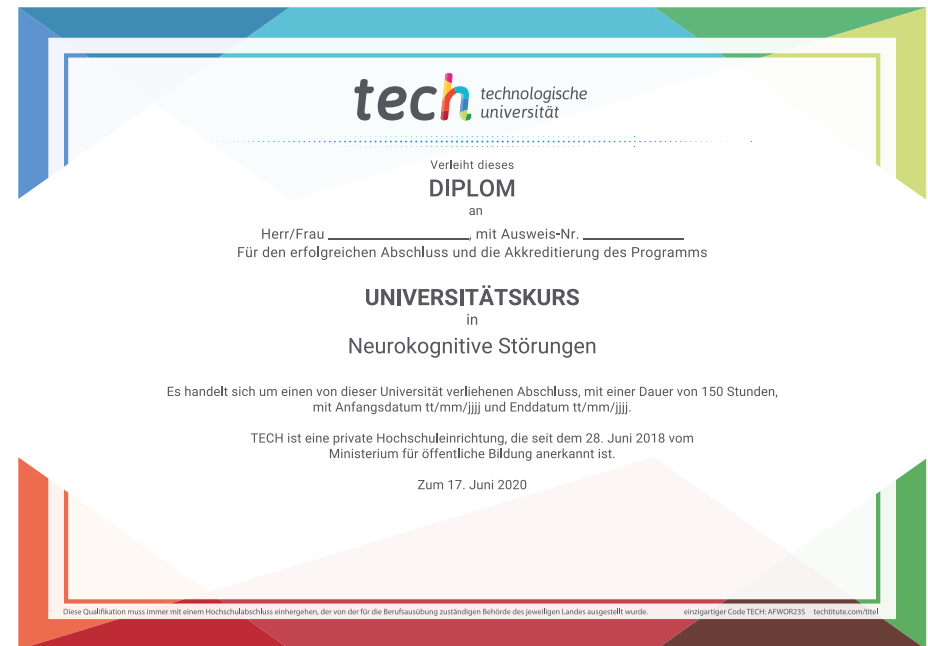 tech technologische
universität
Verleiht dieses
DIPLOM
an
Herr/Frau ________________, mit Ausweis-Nr. ____________
Für den erfolgreichen Abschluss und die Akkreditierung des Programms
UNIVERSITÄTSKURS
in
Neurokognitive Störungen
Es handelt sich um einen von dieser Universität verliehenen Abschluss, mit einer Dauer von 150 Stunden,
mit Anfangsdatum tt/mm/jjjj und Enddatum tt/mm/jjjj.
TECH ist eine private Hochschuleinrichtung, die seit dem 28. Juni 2018 vom
Ministerium für öffentliche Bildung anerkannt ist.
Zum 17. Juni 2020
Diese Qualifikation muss immer mit einem Hochschulabschluss einhergehen, der von der für die Berufsausübung zuständigen Behörde des jeweiligen Landes ausgestellt wurde. einzigartiger Code TECH: AFWOR23S techtitute.com/titel